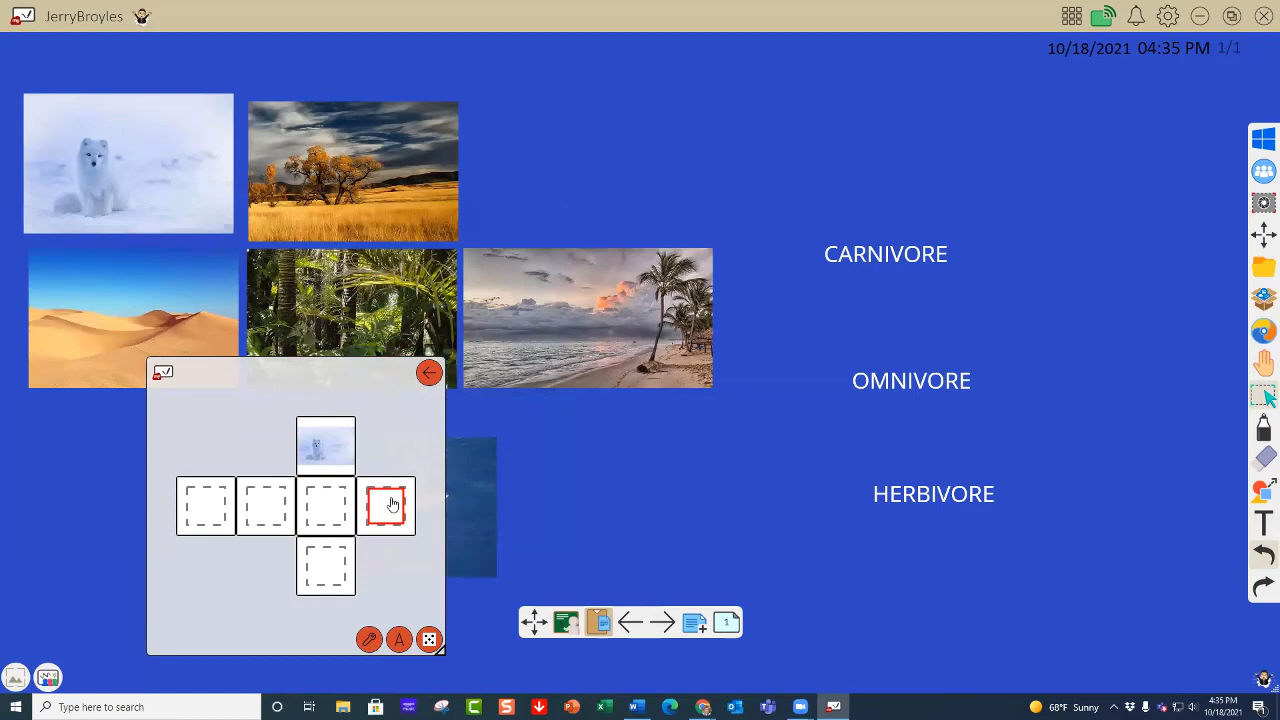 JerryBroyles
10/18/2021 04:35 PM 1/1
CARNIVORE
OMNIVORE
HERBIVORE
A
T
1
Type here to search
68°F Sunny
4:35 PM
10/18/2021